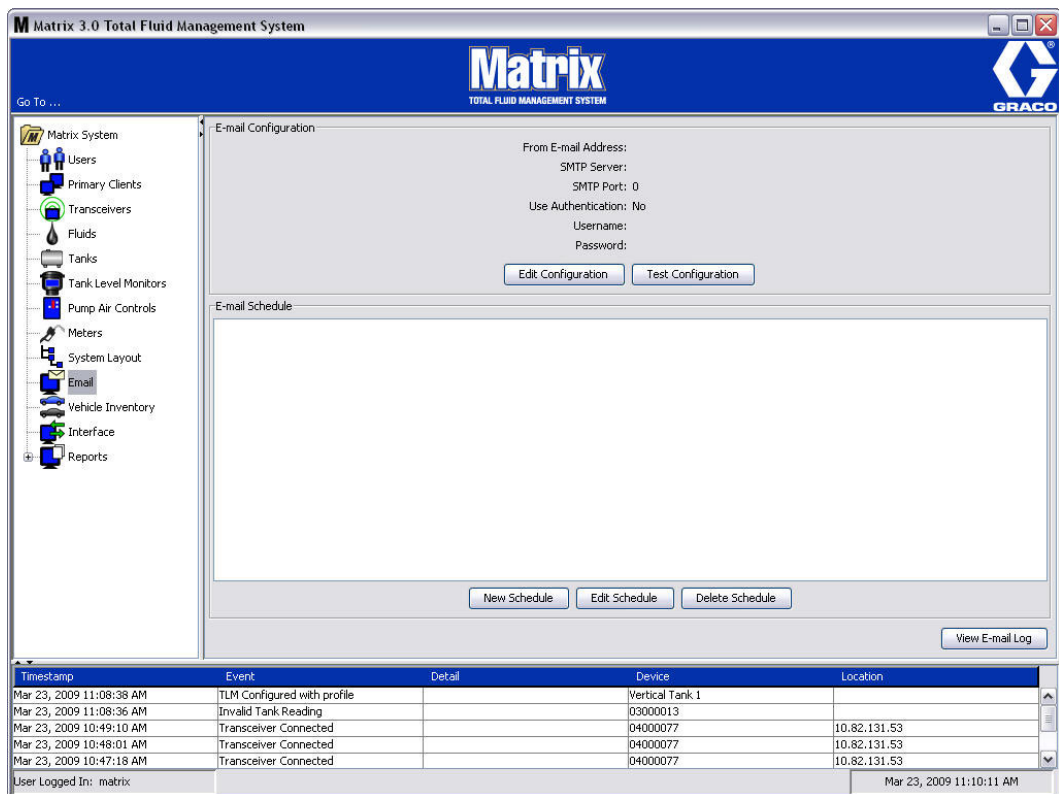 M Matrix 3.0 Total Fluid Management System
Matrix
TOTAL FLUID MANAGEMENT SYSTEM
®
GRACO
Go To ...
M Matrix System
Users
Primary Clients
Transceivers
Fluids
Tanks
Tank Level Monitors
Pump Air Controls
Meters
System Layout
Email
Vehicle Inventory
Interface
Reports
E-mail Configuration
From E-mail Address:
SMTP Server:
SMTP Port: 0
Use Authentication: No
Username:
Password:
Edit Configuration Test Configuration
E-mail Schedule
New Schedule Edit Schedule Delete Schedule
View E-mail Log
Timestamp Event Detail Device Location
Mar 23, 2009 11:08:38 AM TLM Configured with profile Vertical Tank 1
Mar 23, 2009 11:08:36 AM Invalid Tank Reading 03000013
Mar 23, 2009 10:49:10 AM Transceiver Connected 04000077 10.82.131.53
Mar 23, 2009 10:48:01 AM Transceiver Connected 04000077 10.82.131.53
Mar 23, 2009 10:47:18 AM Transceiver Connected 04000077 10.82.131.53
User Logged In: matrix Mar 23, 2009 11:10:11 AM